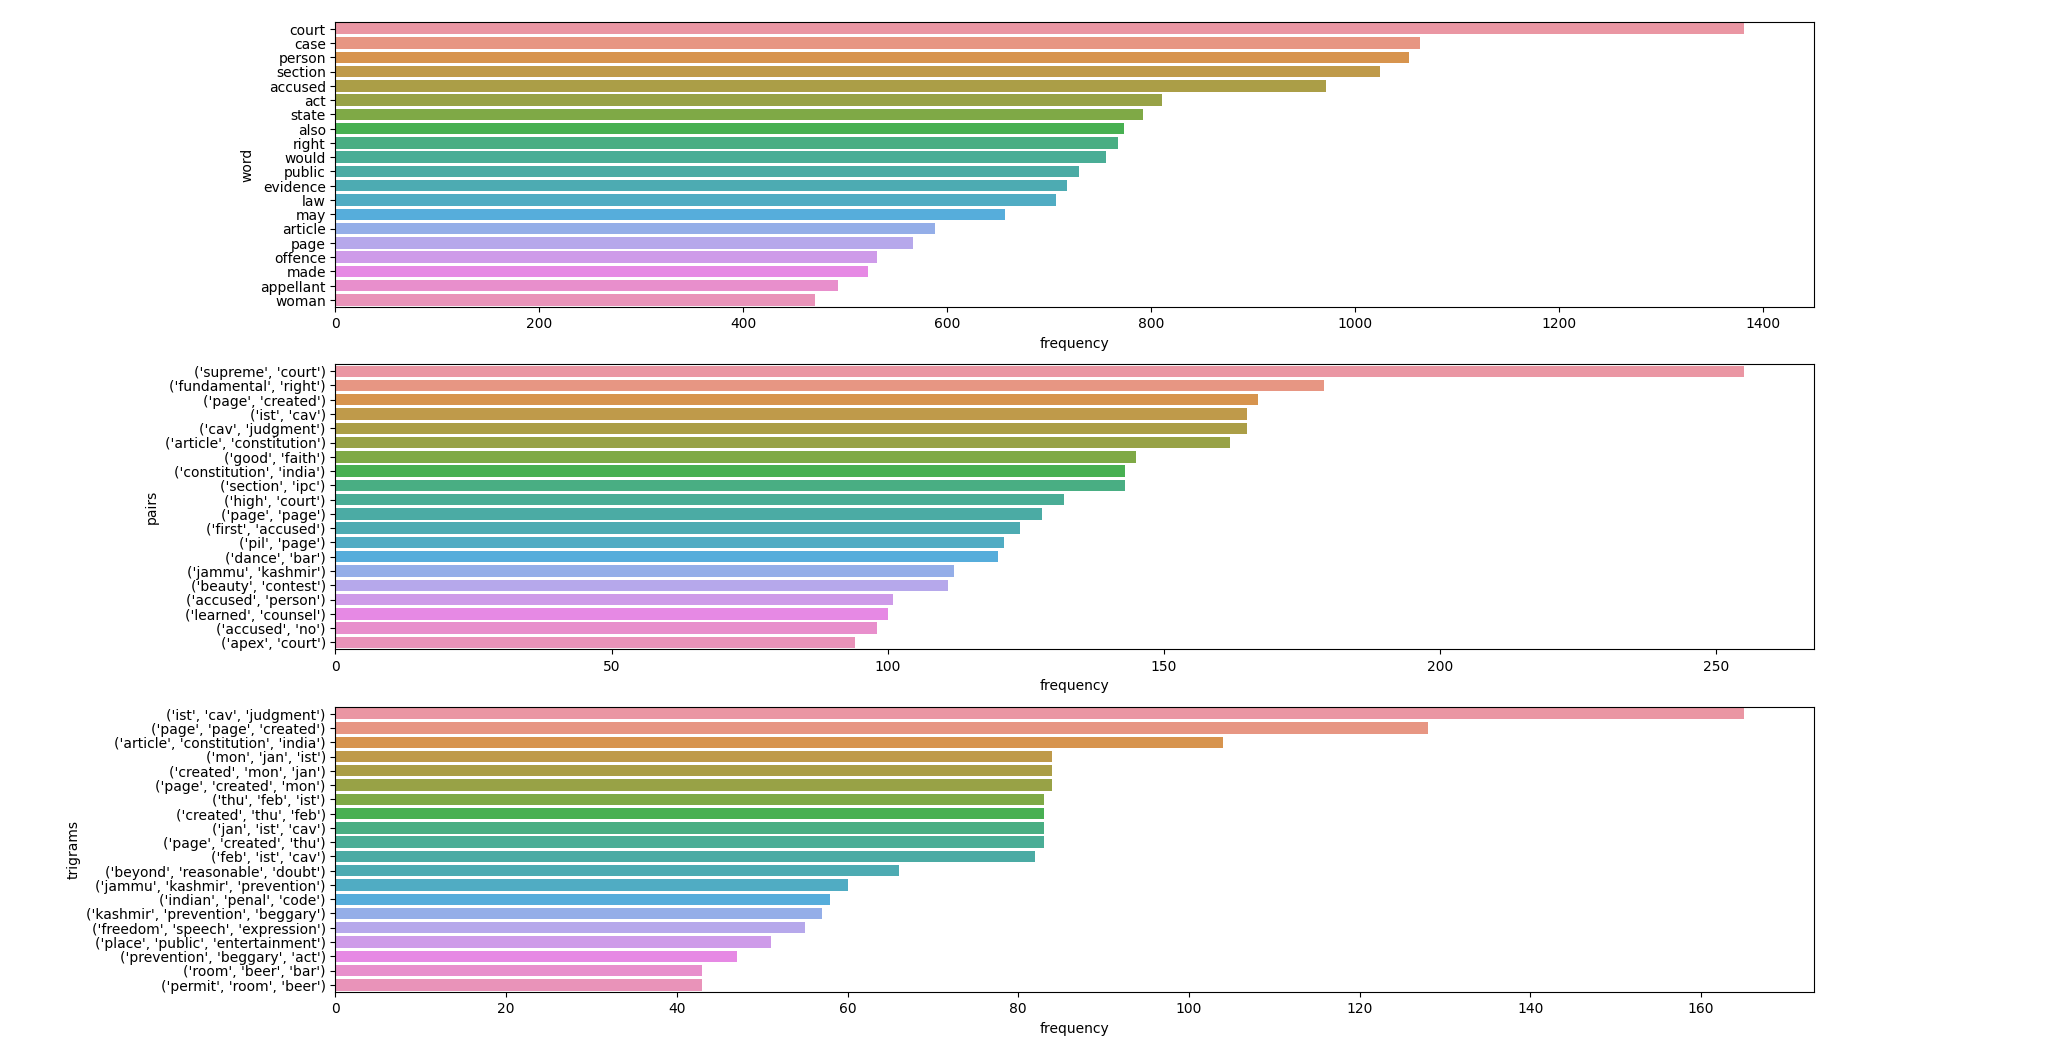 court
case
person
section
accused
act
state
also
right
would
public
evidence
law
may
article
page
offence
made
appellant
woman
word
0 200 400 600 800 1000 1200 1400
frequency
('supreme', 'court')
('fundamental', 'right')
('page', 'created')
('ist', 'cav')
('cav', 'judgment')
('article', 'constitution')
('good', 'faith')
('constitution', 'india')
('section', 'ipc')
('high', 'court')
('page', 'page')
('first', 'accused')
('pil', 'page')
('dance', 'bar')
('jammu', 'kashmir')
('beauty', 'contest')
('accused', 'person')
('learned', 'counsel')
('accused', 'no')
('apex', 'court')
pairs
0 50 100 150 200 250
frequency
('ist', 'cav', 'judgment')
('page', 'page', 'created')
('article', 'constitution', 'india')
('mon', 'jan', 'ist')
('created', 'mon', 'jan')
('page', 'created', 'mon')
('thu', 'feb', 'ist')
('created', 'thu', 'feb')
('jan', 'ist', 'cav')
('page', 'created', 'thu')
('feb', 'ist', 'cav')
('beyond', 'reasonable', 'doubt')
('jammu', 'kashmir', 'prevention')
('indian', 'penal', 'code')
('kashmir', 'prevention', 'beggary')
('freedom', 'speech', 'expression')
('place', 'public', 'entertainment')
('prevention', 'beggary', 'act')
('room', 'beer', 'bar')
('permit', 'room', 'beer')
trigrams
0 20 40 60 80 100 120 140 160
frequency